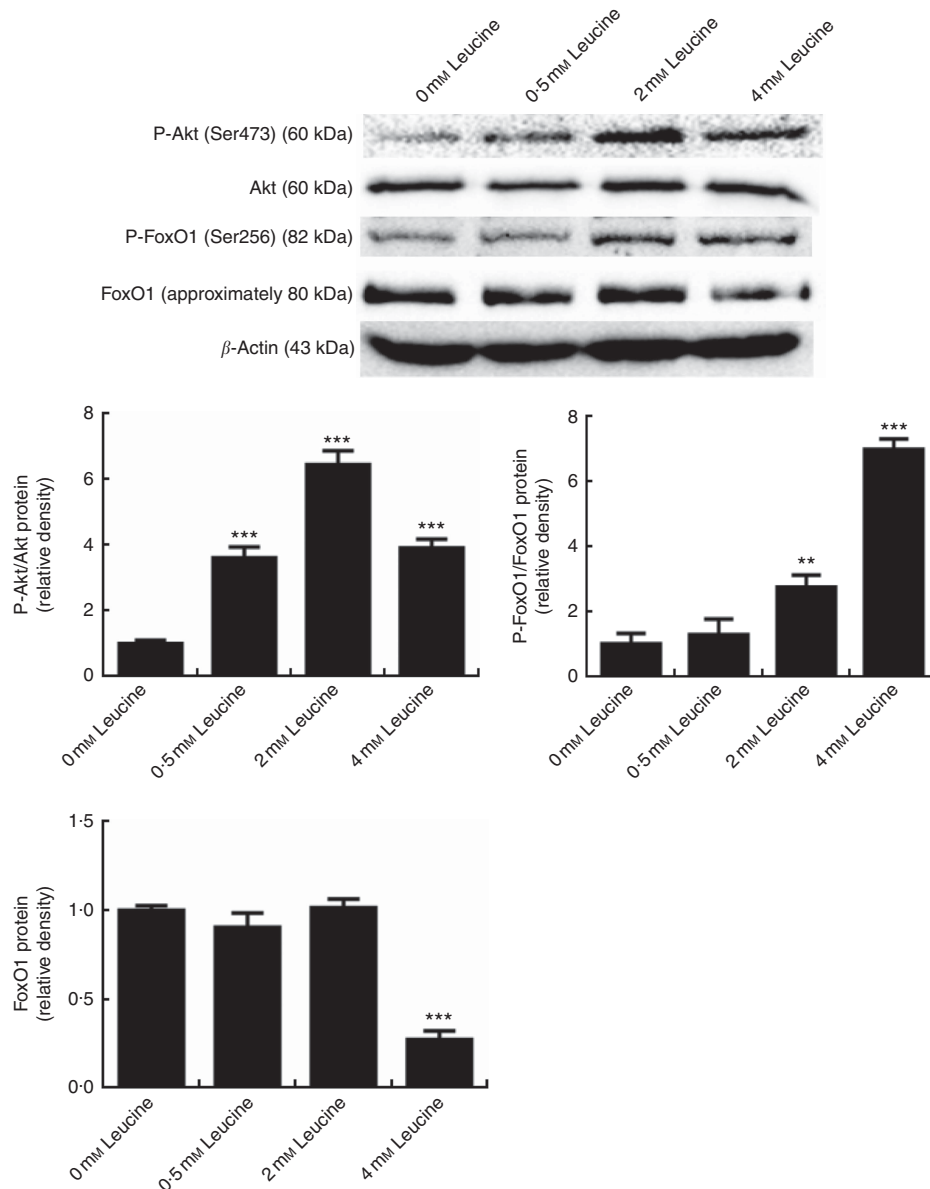 0 mM Leucine
0·5 mM Leucine
2 mM Leucine
4 mM Leucine
P-Akt (Ser473) (60 kDa)
Akt (60 kDa)
P-FoxO1 (Ser256) (82 kDa)
FoxO1 (approximately 80 kDa)
β-Actin (43 kDa)
P-Akt/Akt protein
(relative density)
8
6
4
2
0
***
***
***
0 mM Leucine
0·5 mM Leucine
2 mM Leucine
4 mM Leucine
P-FoxO1/FoxO1 protein
(relative density)
8
6
4
2
0
**
***
0 mM Leucine
0·5 mM Leucine
2 mM Leucine
4 mM Leucine
FoxO1 protein
(relative density)
1·5
1·0
0·5
0·0
***
0 mM Leucine
0·5 mM Leucine
2 mM Leucine
4 mM Leucine